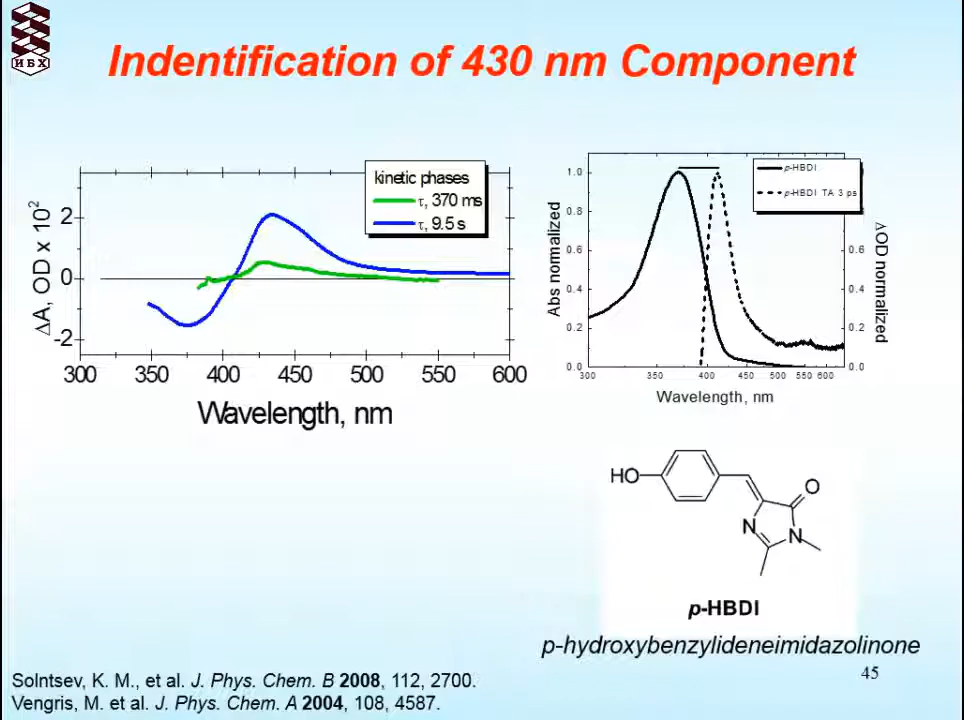 ИБХ
Indentification of 430 nm Component
kinetic phases
τ, 370 ms
τ, 9.5 s
ΔA, OD x 10²
2
0
-2
300 350 400 450 500 550 600
Wavelength, nm
p-HBDI
p-HBDI TA 3 ps
Abs normalized
1.0
0.8
0.6
0.4
0.2
0.0
ΔOD normalized
0.6
0.4
0.2
0.0
300 350 400 450 500 550 600
Wavelength, nm
HO
O
N
N
p-HBDI
p-hydroxybenzylideneimidazolinone
45
Solntsev, K. M., et al. J. Phys. Chem. B 2008, 112, 2700.
Vengris, M. et al. J. Phys. Chem. A 2004, 108, 4587.